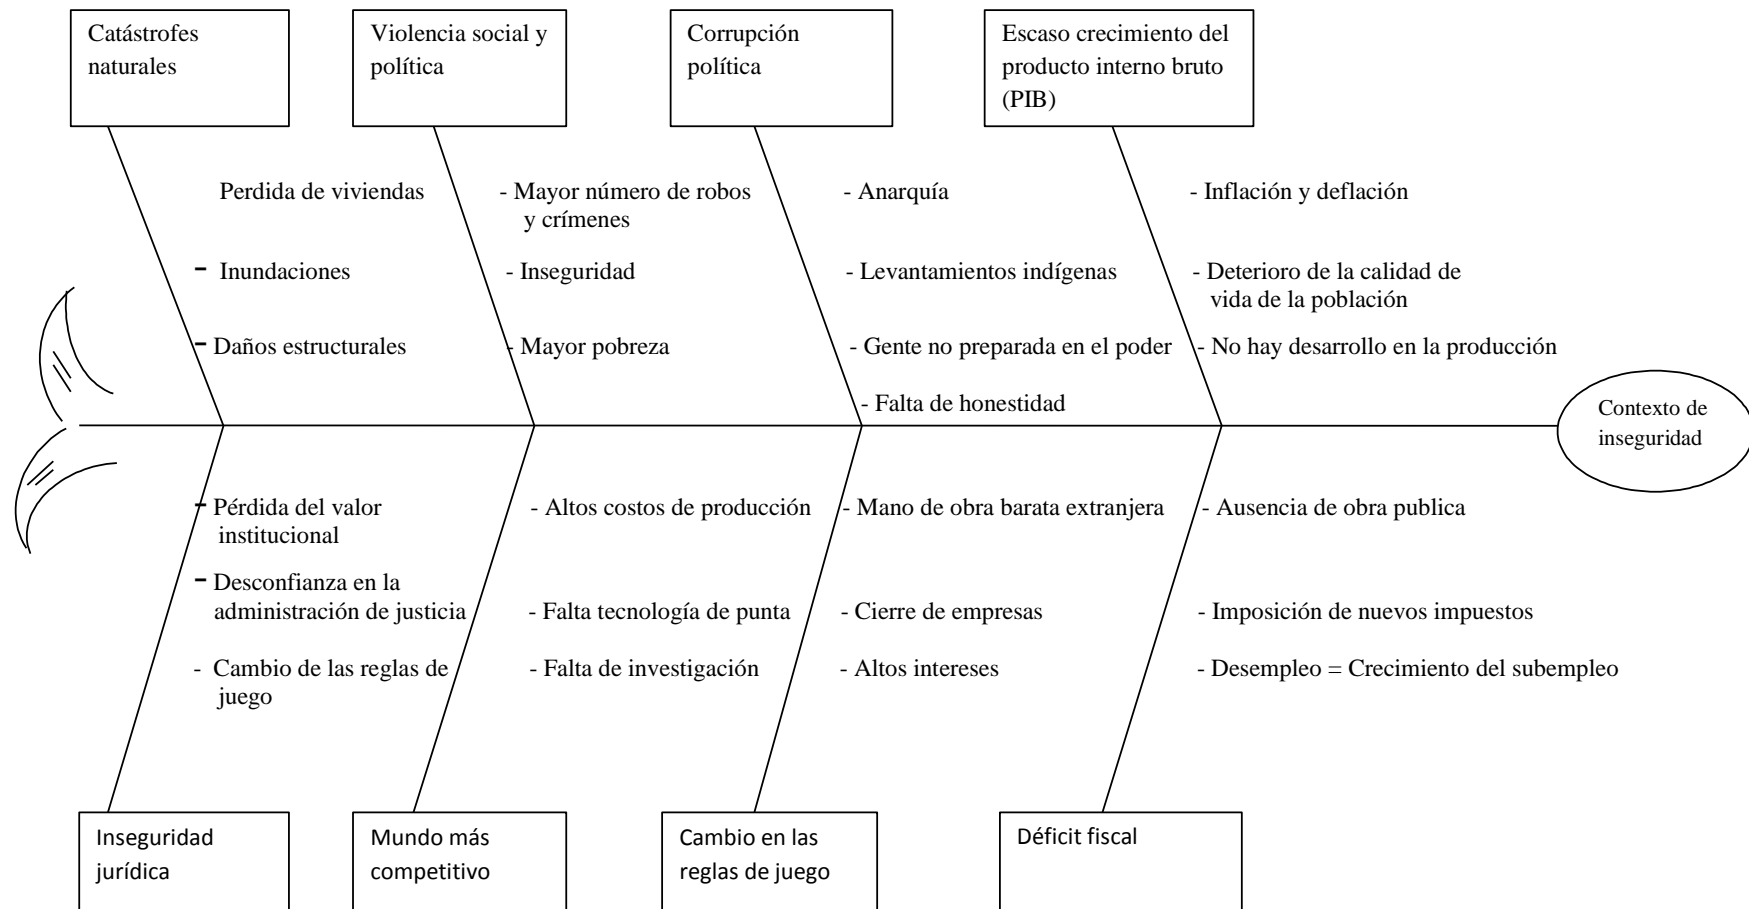 Catástrofes
naturales
Violencia social y
política
Corrupción
política
Escaso crecimiento del
producto interno bruto
(PIB)
Perdida de viviendas
- Inundaciones
- Daños estructurales
- Mayor número de robos
y crímenes
- Inseguridad
- Mayor pobreza
- Anarquía
- Levantamientos indígenas
- Gente no preparada en el poder
- Falta de honestidad
- Inflación y deflación
- Deterioro de la calidad de
vida de la población
- No hay desarrollo en la producción
Contexto de
inseguridad
- Pérdida del valor
institucional
- Desconfianza en la
administración de justicia
- Cambio de las reglas de
juego
- Altos costos de producción
- Falta tecnología de punta
- Falta de investigación
- Mano de obra barata extranjera
- Cierre de empresas
- Altos intereses
- Ausencia de obra publica
- Imposición de nuevos impuestos
- Desempleo = Crecimiento del subempleo
Inseguridad
jurídica
Mundo más
competitivo
Cambio en las
reglas de juego
Déficit fiscal